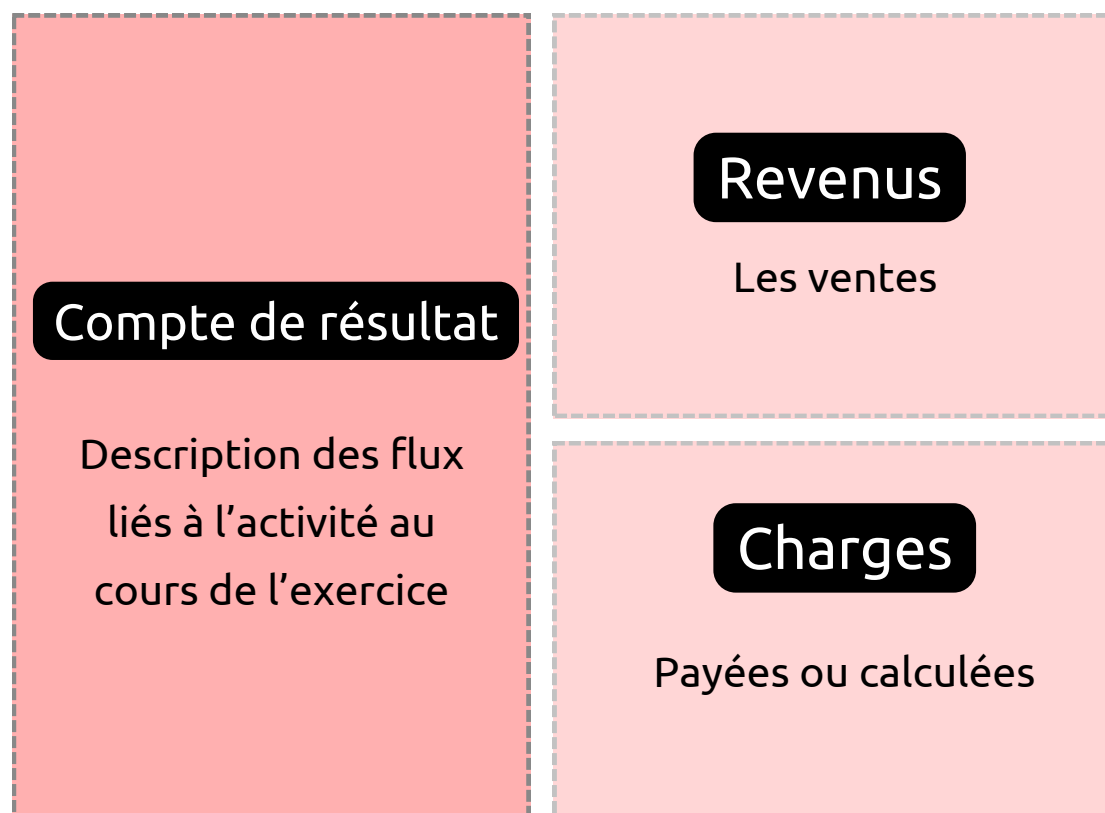 Compte de résultat
Description des flux
liés à l’activité au
cours de l’exercice
Revenus
Les ventes
Charges
Payées ou calculées